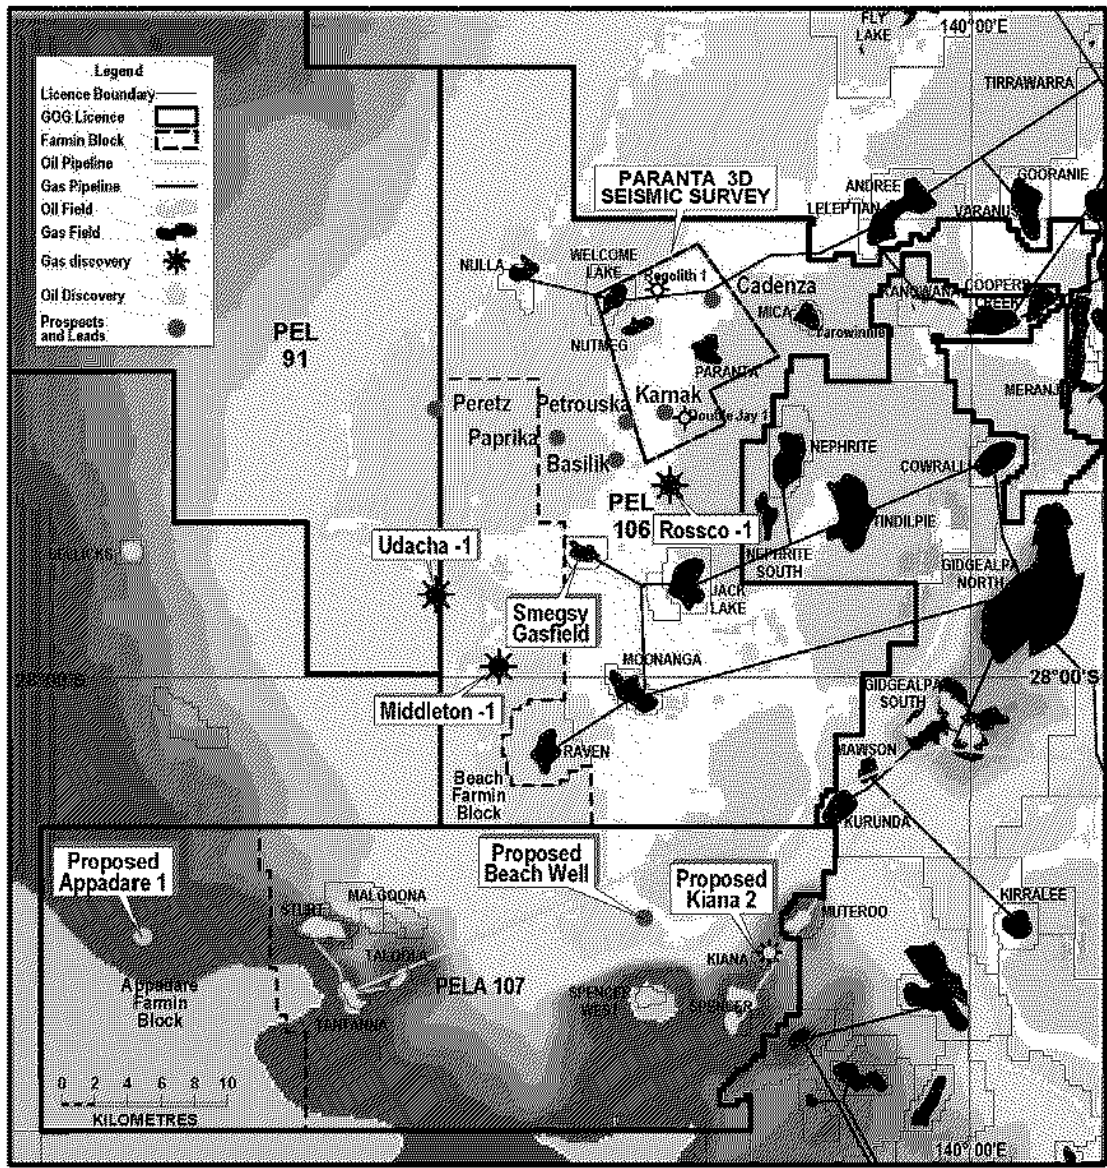 FLY
LAKE
140°00'E
TIRRAWARRA
Legend
Licence Boundary
GOG Licence
Farmin Block
Oil Pipeline
Gas Pipeline
Oil Field
Gas Field
Gas discovery
Oil Discovery
Prospects
and Leads
PARANTA 3D
SEISMIC SURVEY
ANDREE
LELEPTIAN
GOORANIE
VARANUS
NULLA
WELCOME
LAKE
Regolith 1
Cadenza
MICA
Yarowinnie
KANOWANA
COOPERS
CREEK
NUTMEG
PARANTA
MERANJI
PEL
91
Peretz
Petrouska
Karnak
Double Jay 1
Paprika
Basilik
NEPHRITE
COWRALLI
PEL
106
Rossco -1
TINDILPIE
Udacha -1
NEPHRITE
SOUTH
GIDGEALPA
NORTH
JACK
LAKE
Smegsy
Gasfield
MOONANGA
28°00'S
28°00'S
GIDGEALPA
SOUTH
Middleton -1
RAVEN
MAWSON
Beach
Farmin
Block
KURUNDA
Proposed
Appadare 1
Proposed
Beach Well
Proposed
Kiana 2
KIRRALEE
STURT
MALGOONA
MUTEROO
TALOOLA
KIANA
PELA 107
Appadare
Farmin
Block
TANTANNA
SPENCER
WEST
SPENCER
0 2 4 6 8 10
KILOMETRES
140°00'E